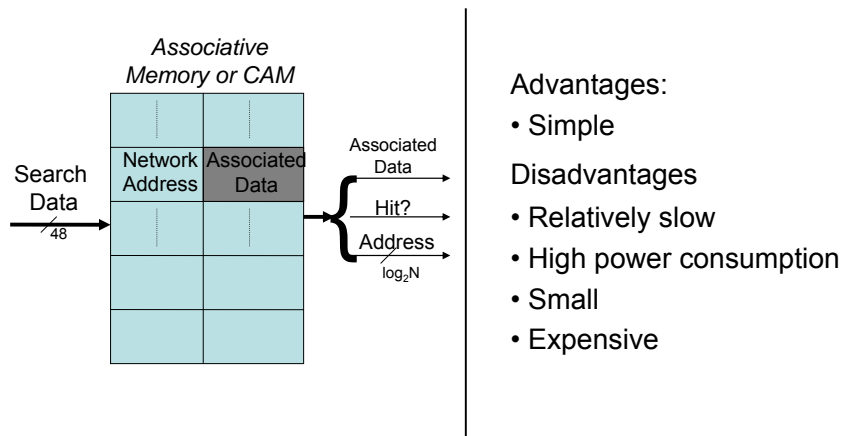 Associative
Memory or CAM
Network
Address
Associated
Data
Search
Data
48
Associated
Data
Hit?
Address
log₂N
Advantages:
• Simple
Disadvantages
• Relatively slow
• High power consumption
• Small
• Expensive